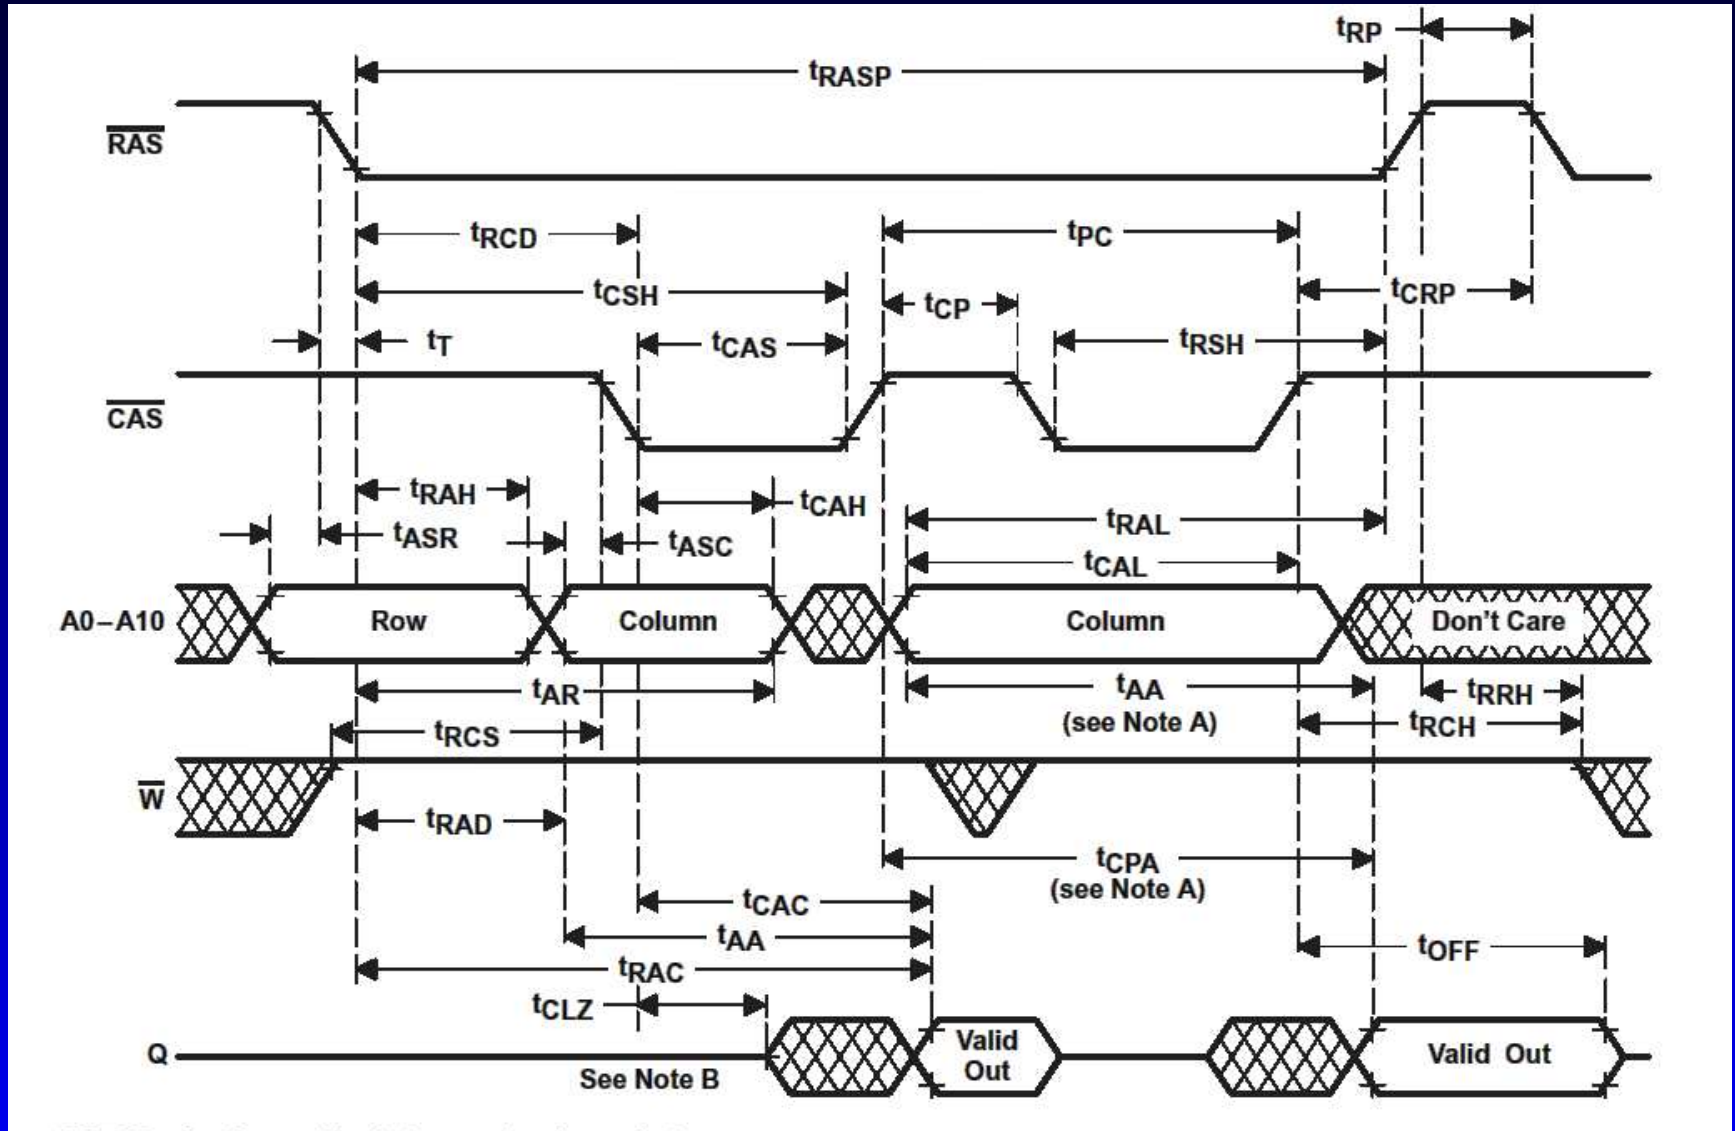 tRP
tRASP
RAS
tRCD
tPC
tCSH
tCRP
tCP
tT
tCAS
tRSH
CAS
tRAH
tCAH
tRAL
tASR
tASC
tCAL
A0–A10
Row
Column
Column
Don't Care
tAR
tAA
(see Note A)
tRRH
tRCS
tRCH
W
tRAD
tCPA
(see Note A)
tCAC
tAA
tOFF
tRAC
tCLZ
Q
Valid
Out
Valid Out
See Note B